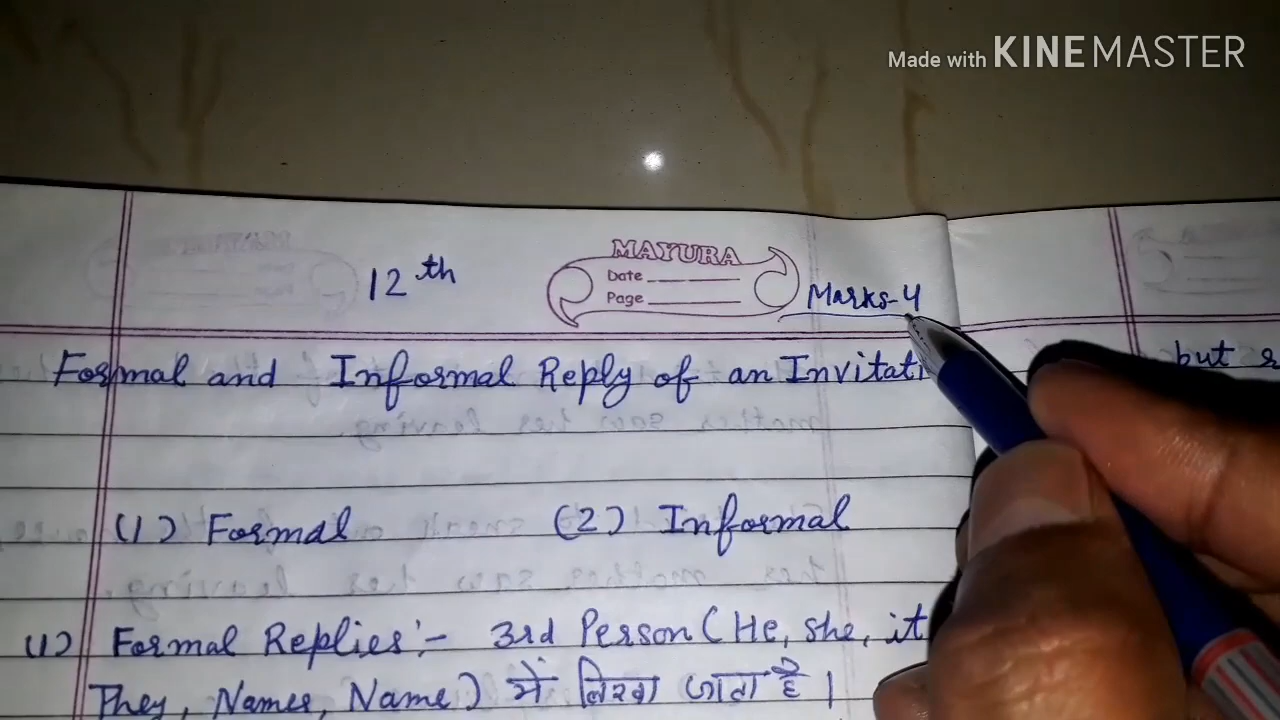 Made with KINEMASTER
12th
MAYURA
Date
Page
Marks-4
Formal and Informal Reply of an Invitati
but
(1) Formal (2) Informal
(1) Formal Replies:- 3rd Person (He, she, it
They, Names, Name) में लिखा जाता है।